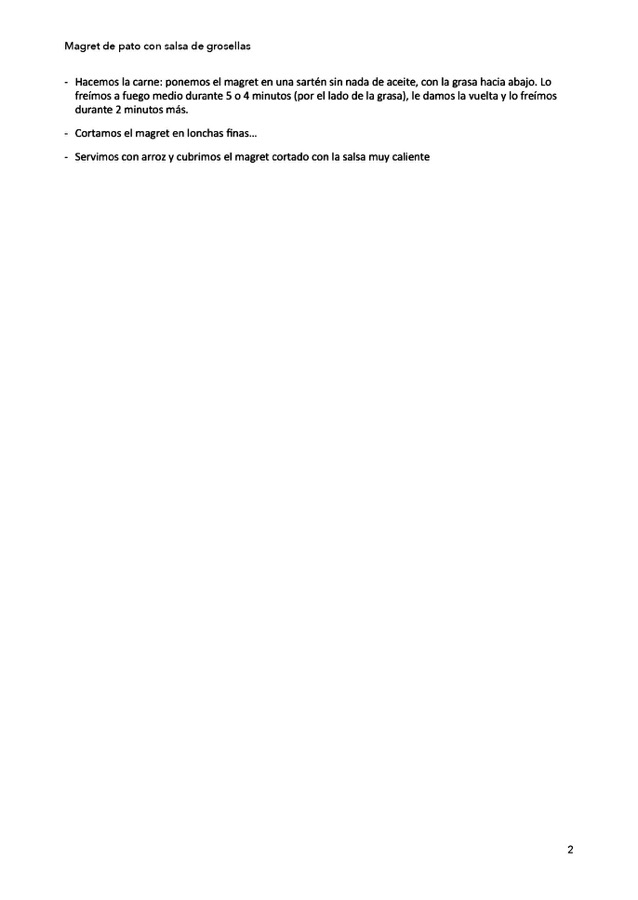 Magret de pato con salsa de grosellas
- Hacemos la carne: ponemos el magret en una sartén sin nada de aceite, con la grasa hacia abajo. Lo
freímos a fuego medio durante 5 o 4 minutos (por el lado de la grasa), le damos la vuelta y lo freímos
durante 2 minutos más.
- Cortamos el magret en lonchas finas…
- Servimos con arroz y cubrimos el magret cortado con la salsa muy caliente
2